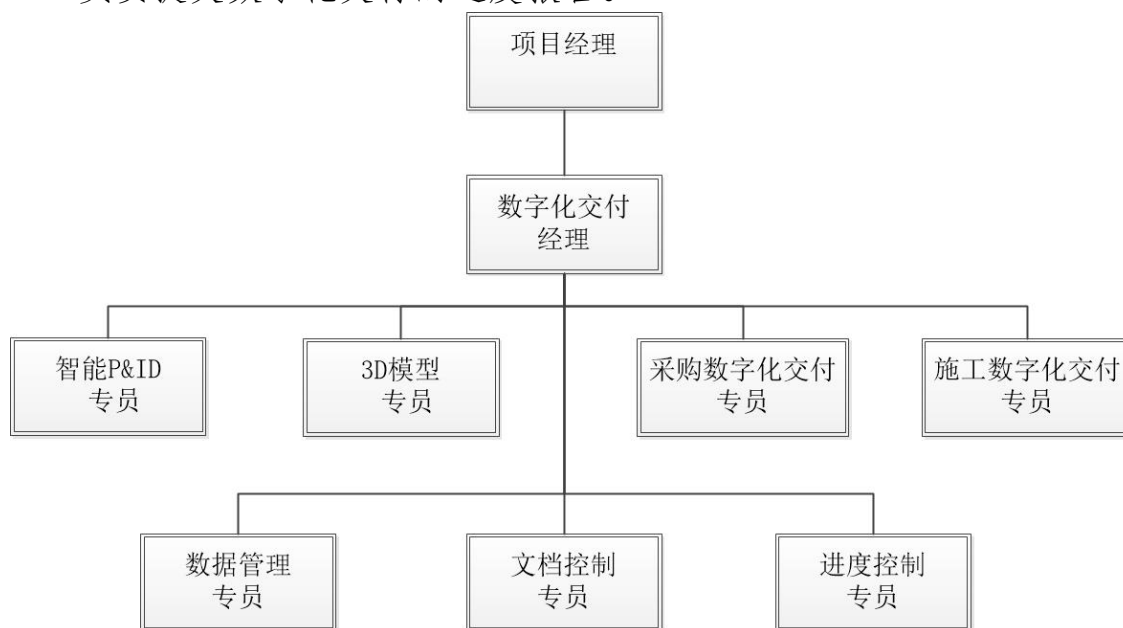 项目经理
数字化交付
经理
智能P&ID
专员
3D模型
专员
采购数字化交付
专员
施工数字化交付
专员
数据管理
专员
文档控制
专员
进度控制
专员